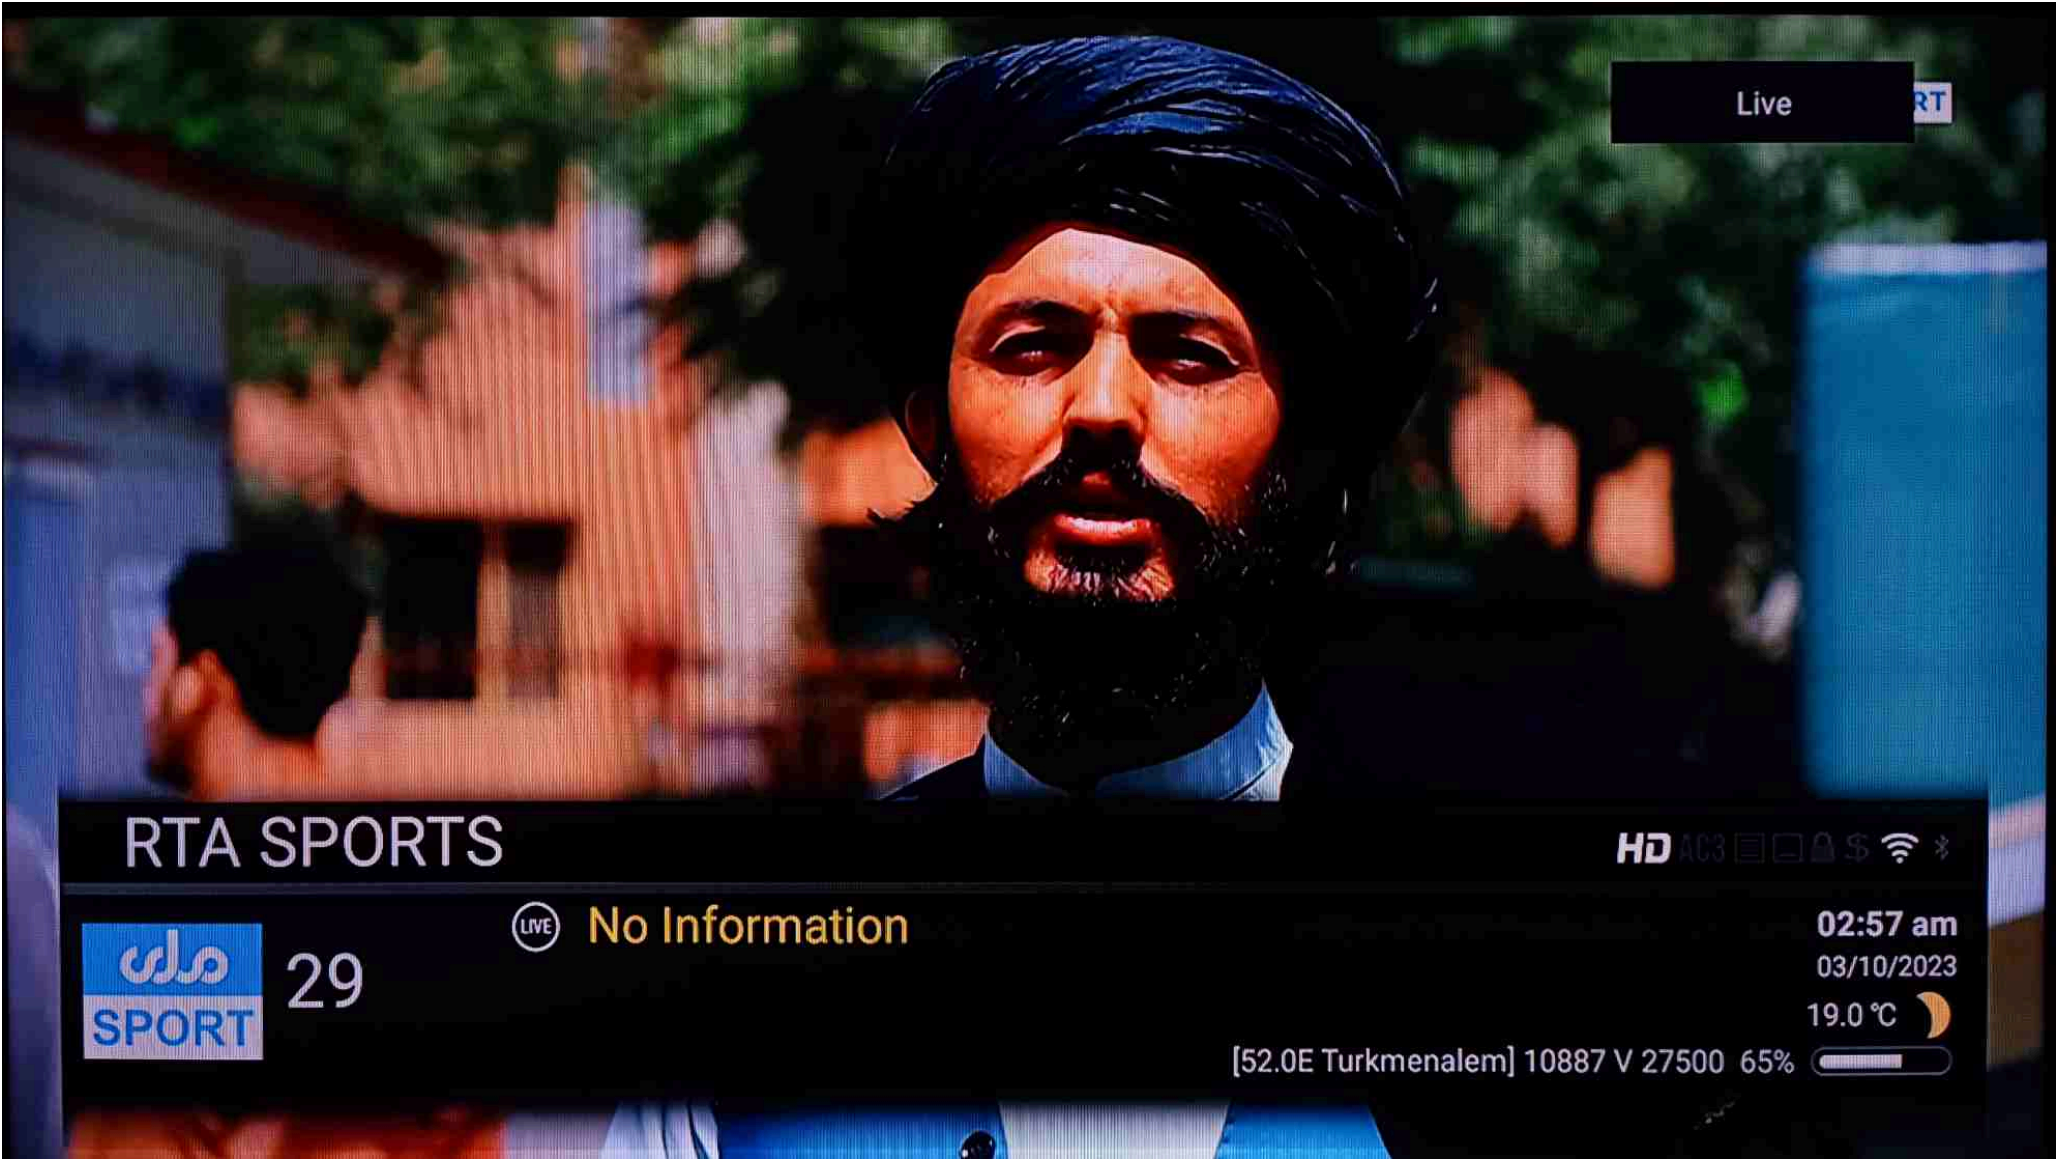 Live
RT
RTA SPORTS
HD AC3 $
LIVE No Information
ملی
SPORT
29
02:57 am
03/10/2023
19.0 °C
[52.0E Turkmenalem] 10887 V 27500 65%